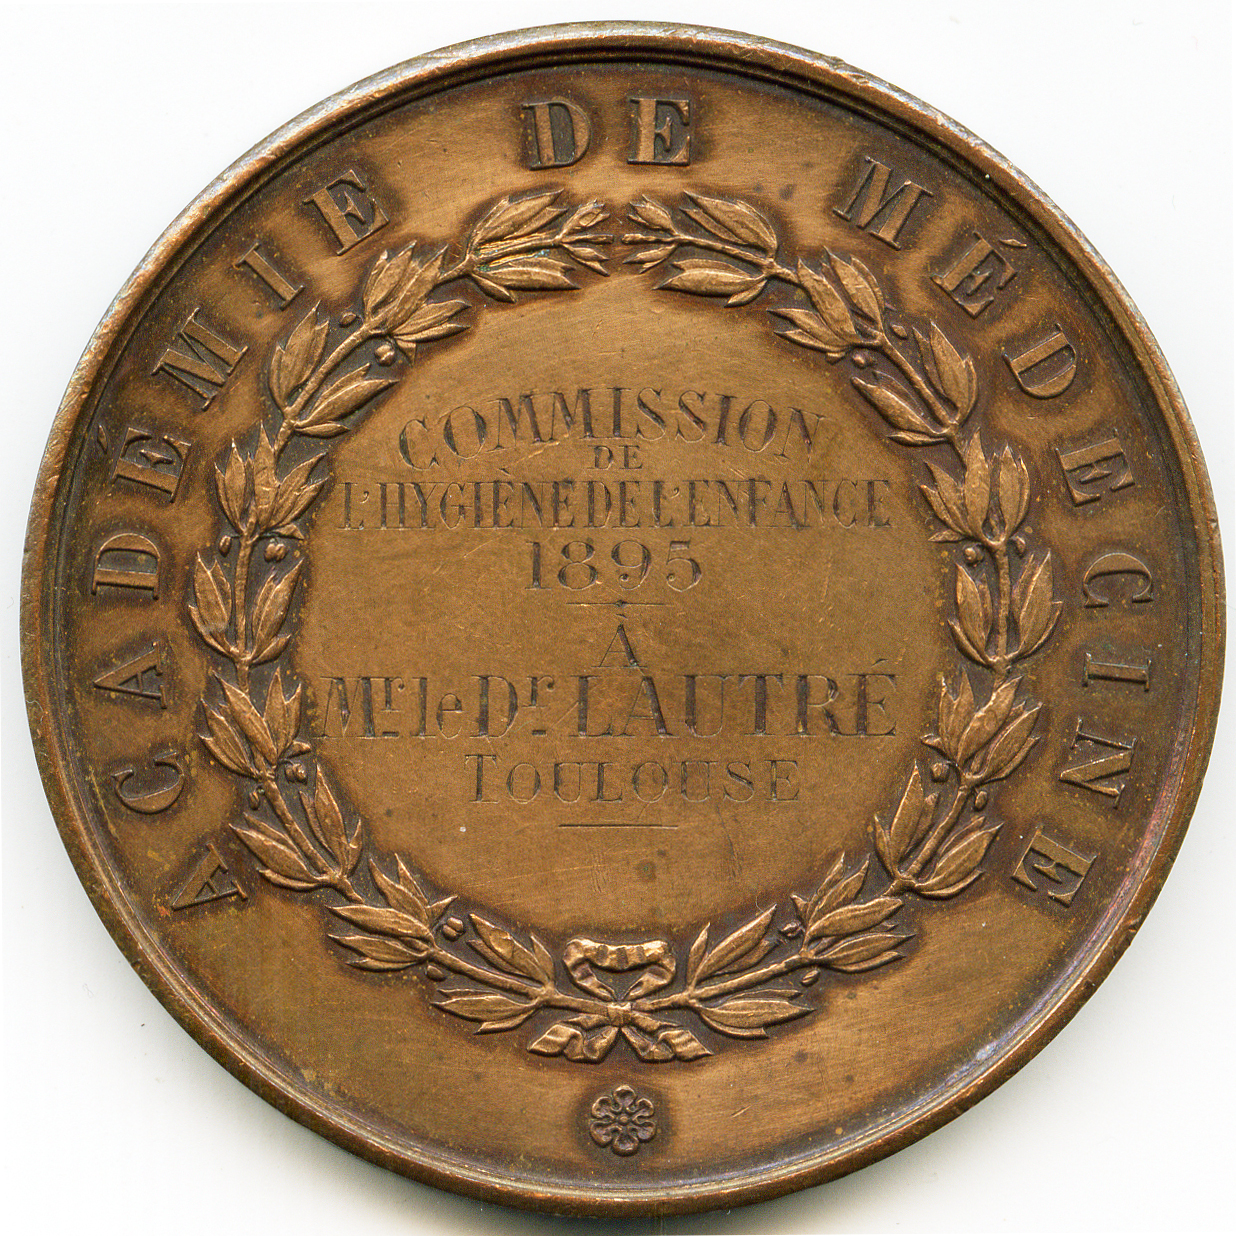 ACADÉMIE DE MÉDECINE
COMMISSION
DE
L'HYGIÈNE DE L'ENFANCE
1895
À
Mr. le Dr. LAUTRÉ
TOULOUSE